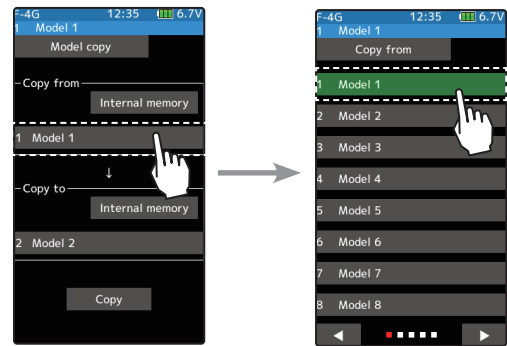 F-4G 12:35 6.7V
1 Model 1
Model copy
Copy from
Internal memory
1 Model 1
↓
Copy to
Internal memory
2 Model 2
Copy
F-4G 12:35 6.7V
1 Model 1
Copy from
1 Model 1
2 Model 2
3 Model 3
4 Model 4
5 Model 5
6 Model 6
7 Model 7
8 Model 8